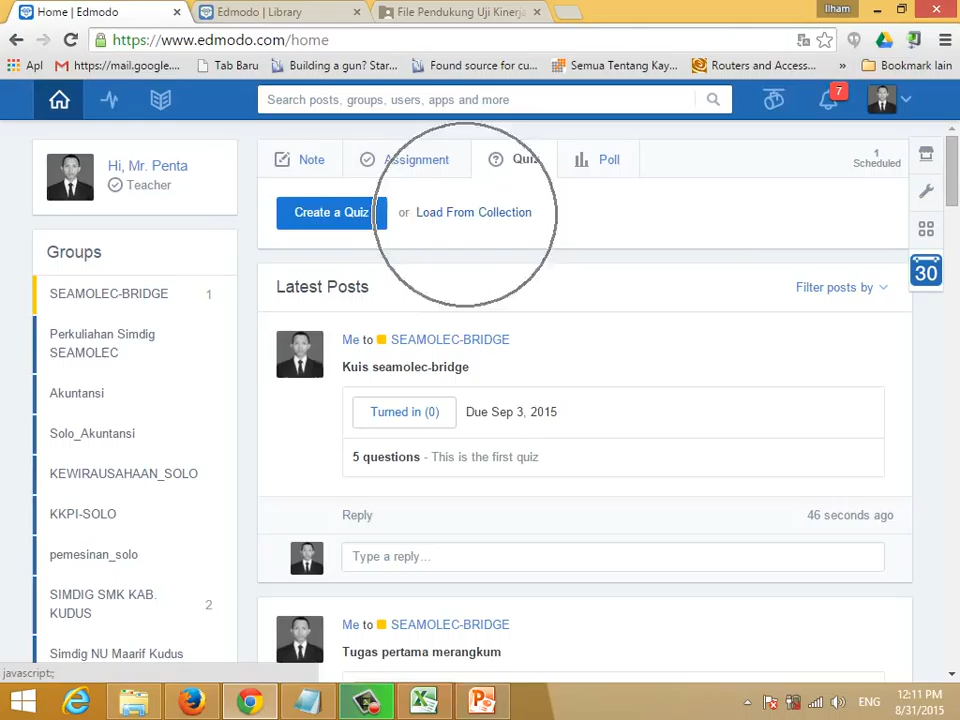 Home | Edmodo
Edmodo | Library
File Pendukung Uji Kinerj
Ilham
https://www.edmodo.com/home
Apl
https://mail.google....
Tab Baru
Building a gun? Star...
Found source for cu...
Semua Tentang Kay...
Routers and Access...
»
Bookmark lain
Search posts, groups, users, apps and more
7
Hi, Mr. Penta
Teacher
Note
Assignment
Quiz
Poll
1
Scheduled
Create a Quiz
or Load From Collection
30
Groups
SEAMOLEC-BRIDGE 1
Perkuliahan Simdig
SEAMOLEC
Akuntansi
Solo_Akuntansi
KEWIRAUSAHAAN_SOLO
KKPI-SOLO
pemesinan_solo
SIMDIG SMK KAB.
KUDUS 2
Simdig NU Maarif Kudus
Latest Posts
Filter posts by
Me to SEAMOLEC-BRIDGE
Kuis seamolec-bridge
Turned in (0) Due Sep 3, 2015
5 questions - This is the first quiz
Reply
46 seconds ago
Type a reply...
Me to SEAMOLEC-BRIDGE
Tugas pertama merangkum
javascript:;
ENG
12:11 PM
8/31/2015